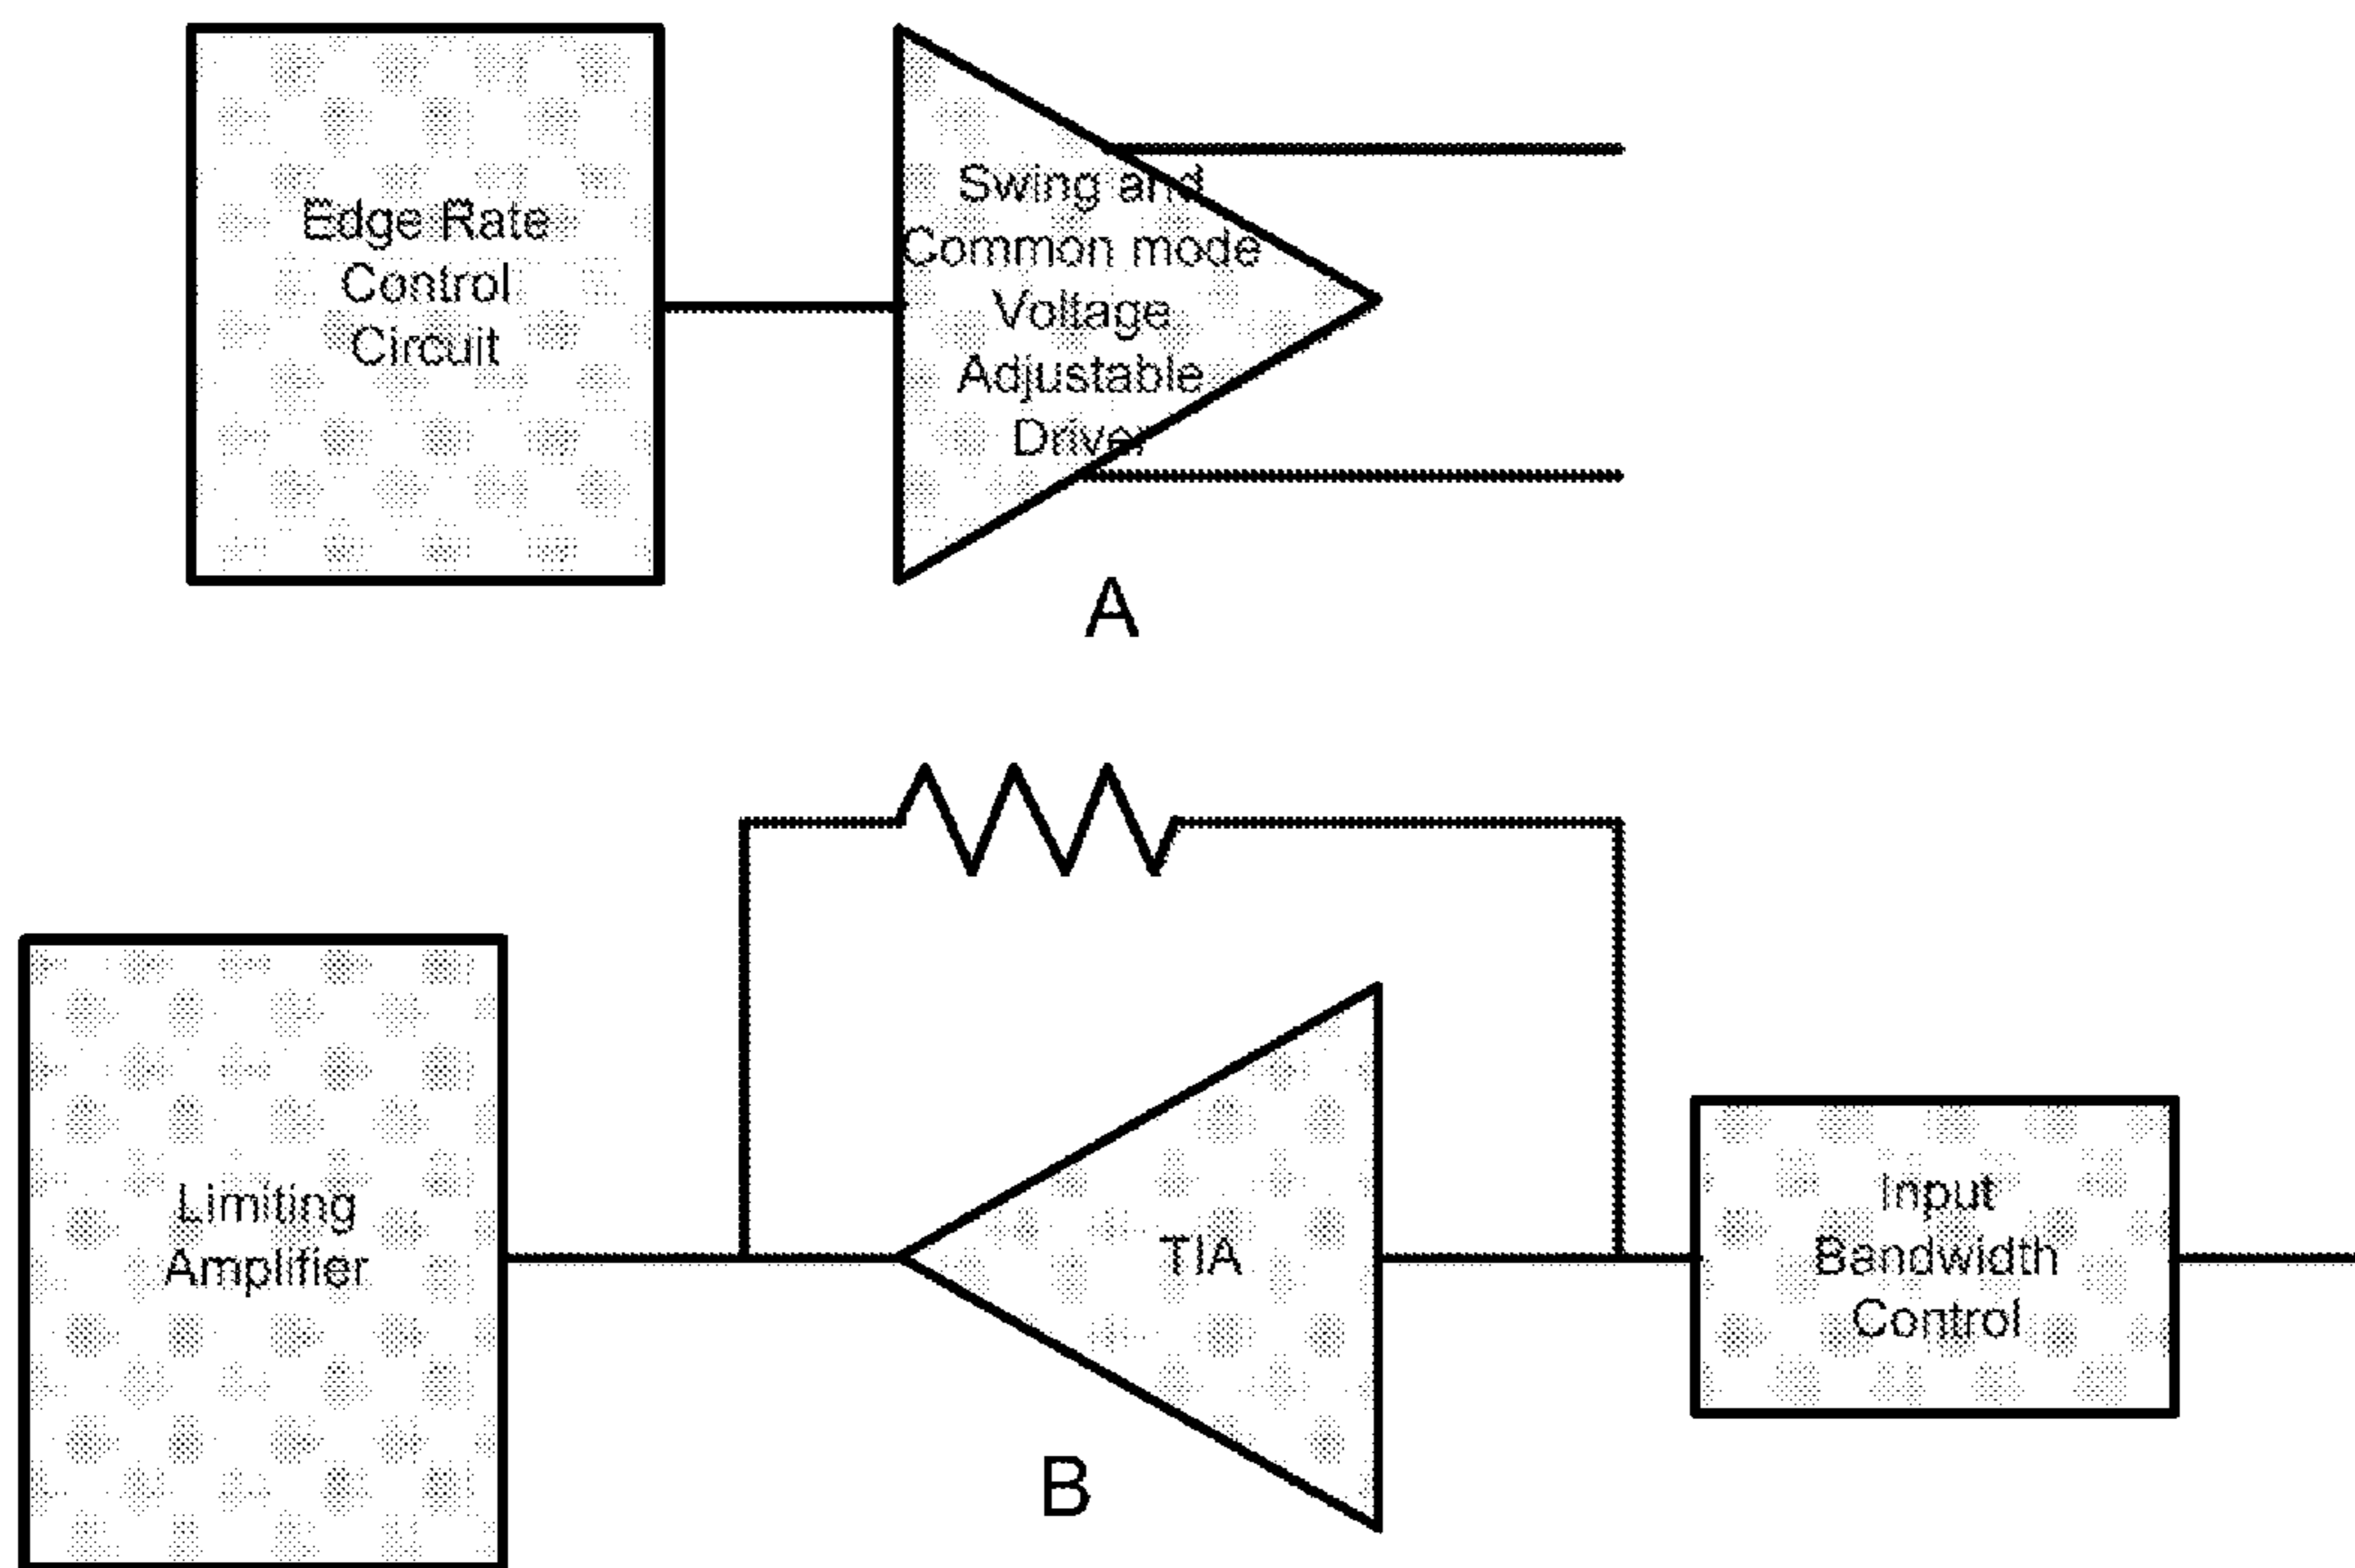 Edge Rate
Control
Circuit
Swing and
Common mode
Voltage
Adjustable
Driver
A
Limiting
Amplifier
TIA
Input
Bandwidth
Control
B